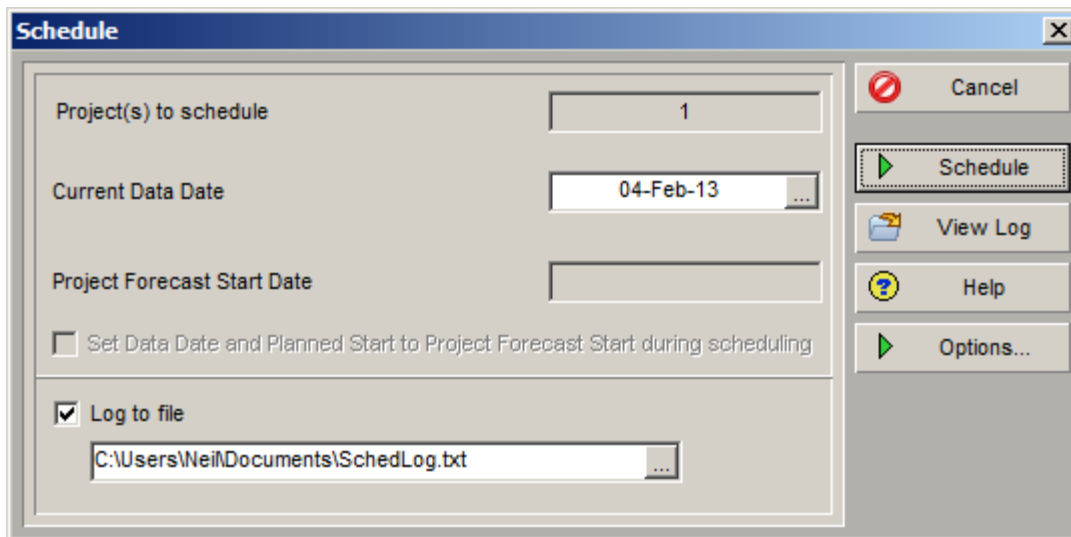 Schedule
Project(s) to schedule
1
Current Data Date
04-Feb-13
...
Project Forecast Start Date
Set Data Date and Planned Start to Project Forecast Start during scheduling
Log to file
C:\Users\Neil\Documents\SchedLog.txt
...
Cancel
Schedule
View Log
Help
Options...